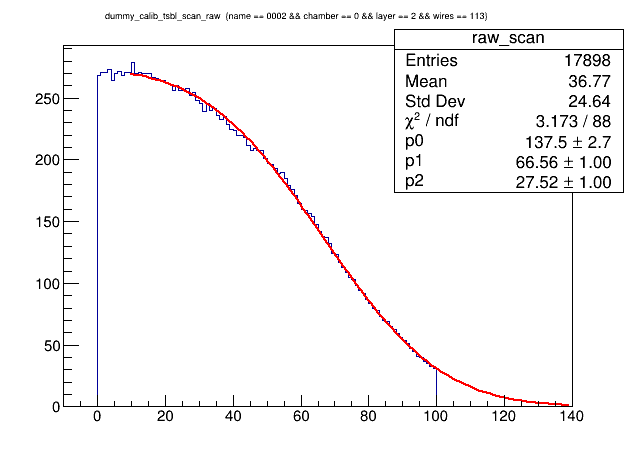 dummy_calib_tsbl_scan_raw {name == 0002 && chamber == 0 && layer == 2 && wires == 113}
raw_scan
Entries 17898
Mean 36.77
Std Dev 24.64
χ² / ndf 3.173 / 88
p0 137.5 ± 2.7
p1 66.56 ± 1.00
p2 27.52 ± 1.00
250
200
150
100
50
0
0 20 40 60 80 100 120 140